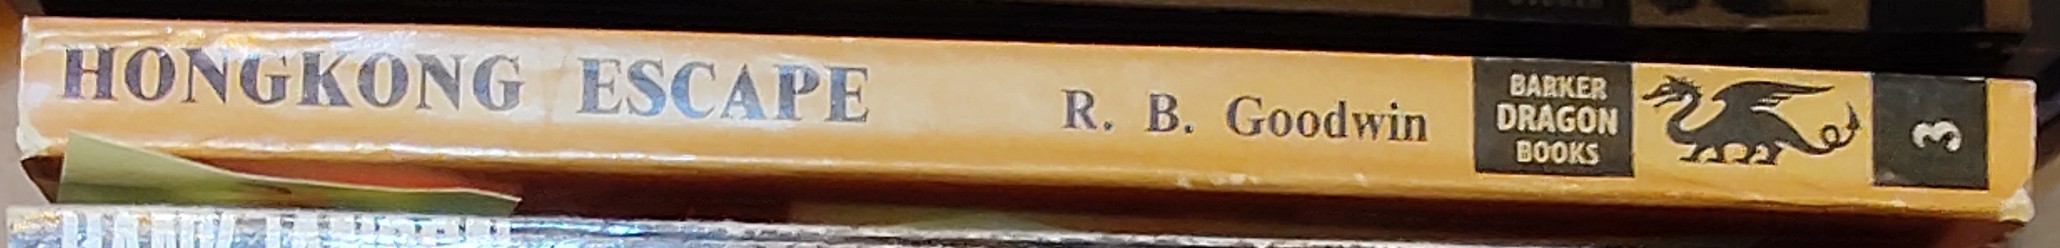 HONGKONG ESCAPE
R. B. Goodwin
BARKER
DRAGON
BOOKS
3